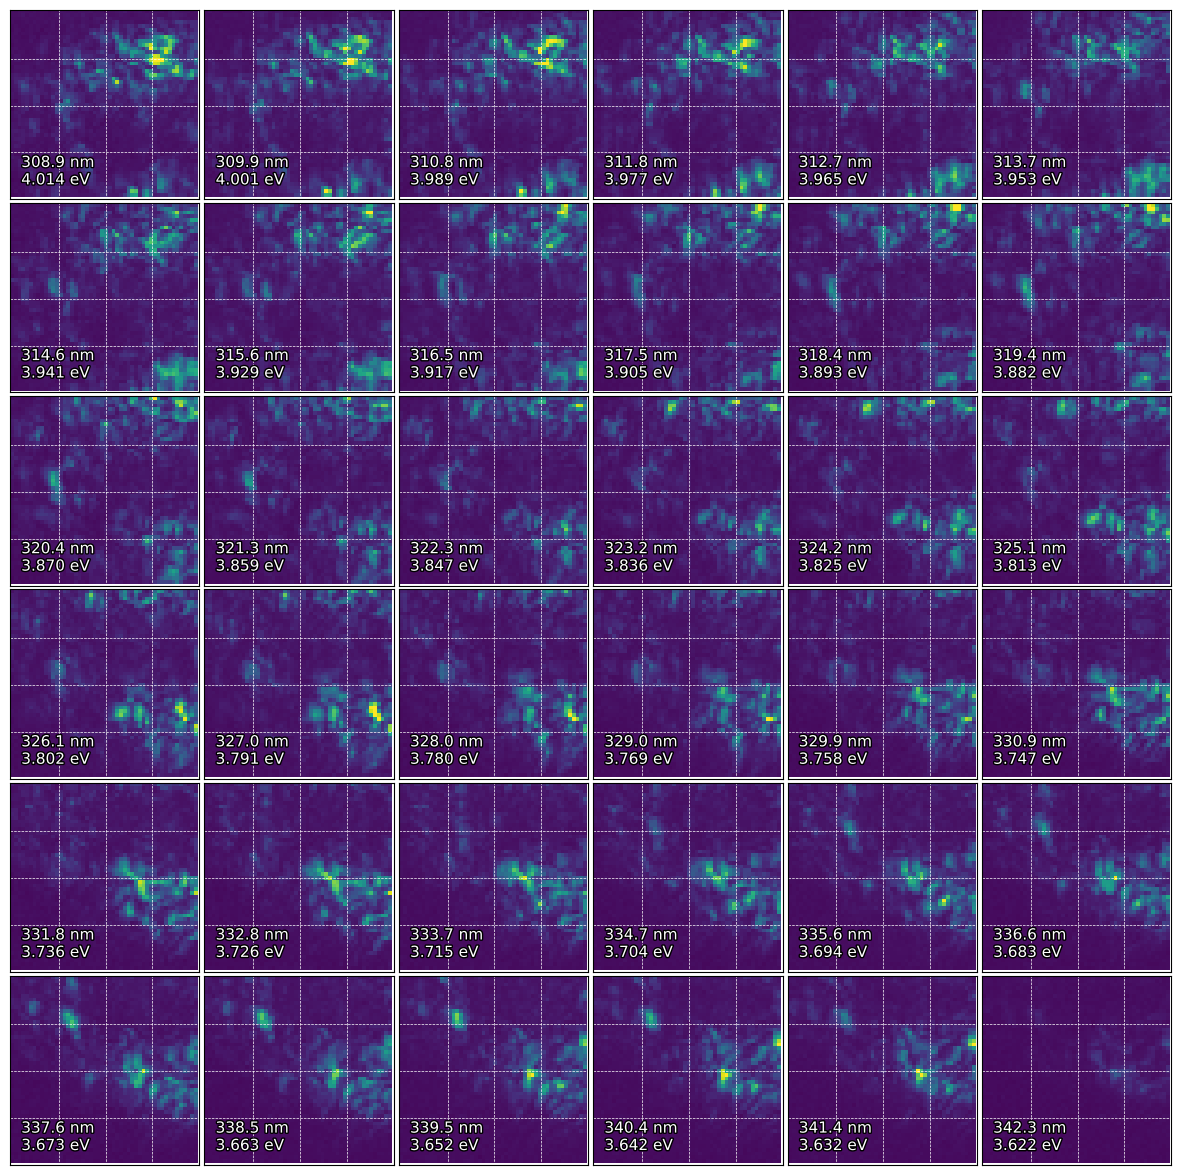 308.9 nm
4.014 eV
309.9 nm
4.001 eV
310.8 nm
3.989 eV
311.8 nm
3.977 eV
312.7 nm
3.965 eV
313.7 nm
3.953 eV
314.6 nm
3.941 eV
315.6 nm
3.929 eV
316.5 nm
3.917 eV
317.5 nm
3.905 eV
318.4 nm
3.893 eV
319.4 nm
3.882 eV
320.4 nm
3.870 eV
321.3 nm
3.859 eV
322.3 nm
3.847 eV
323.2 nm
3.836 eV
324.2 nm
3.825 eV
325.1 nm
3.813 eV
326.1 nm
3.802 eV
327.0 nm
3.791 eV
328.0 nm
3.780 eV
329.0 nm
3.769 eV
329.9 nm
3.758 eV
330.9 nm
3.747 eV
331.8 nm
3.736 eV
332.8 nm
3.726 eV
333.7 nm
3.715 eV
334.7 nm
3.704 eV
335.6 nm
3.694 eV
336.6 nm
3.683 eV
337.6 nm
3.673 eV
338.5 nm
3.663 eV
339.5 nm
3.652 eV
340.4 nm
3.642 eV
341.4 nm
3.632 eV
342.3 nm
3.622 eV